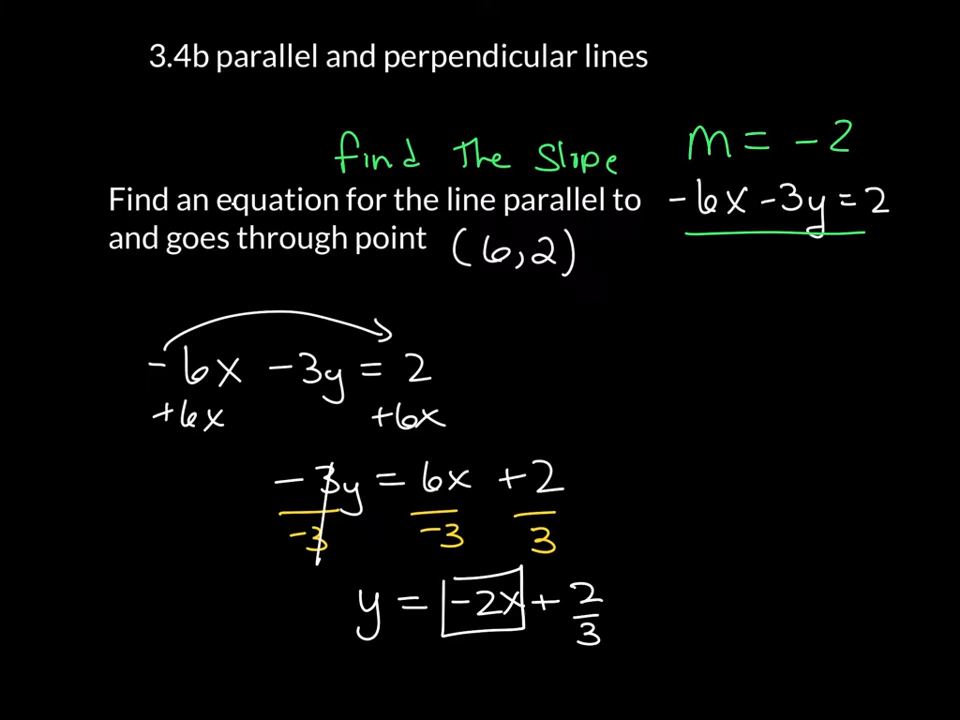 3.4b parallel and perpendicular lines
find The Slope m = -2
Find an equation for the line parallel to -6x -3y = 2
and goes through point (6,2)
-6x -3y = 2
+6x +6x
-3y = 6x +2
-3 -3 3
y = -2x + 2/3